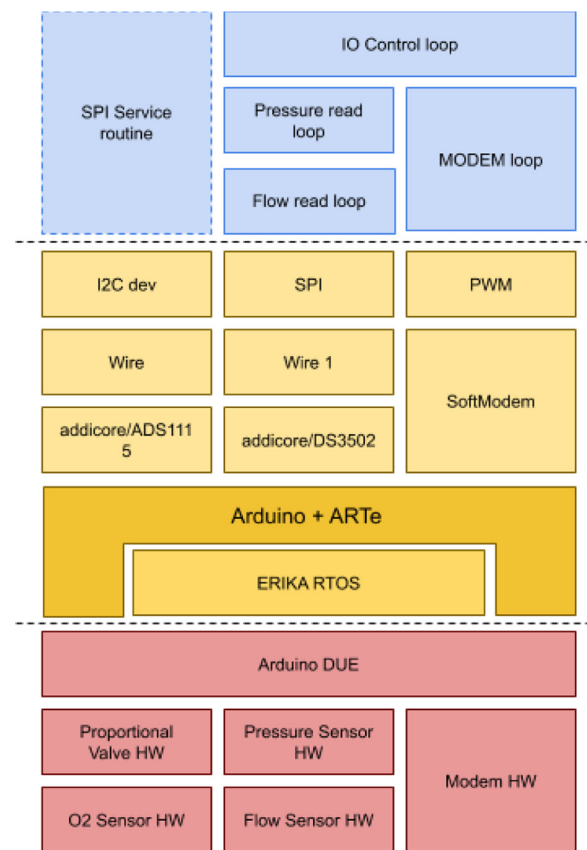 SPI Service
routine
IO Control loop
Pressure read
loop
Flow read loop
MODEM loop
I2C dev
SPI
PWM
Wire
Wire 1
SoftModem
addicore/ADS111
5
addicore/DS3502
Arduino + ARTe
ERIKA RTOS
Arduino DUE
Proportional
Valve HW
Pressure Sensor
HW
Modem HW
O2 Sensor HW
Flow Sensor HW